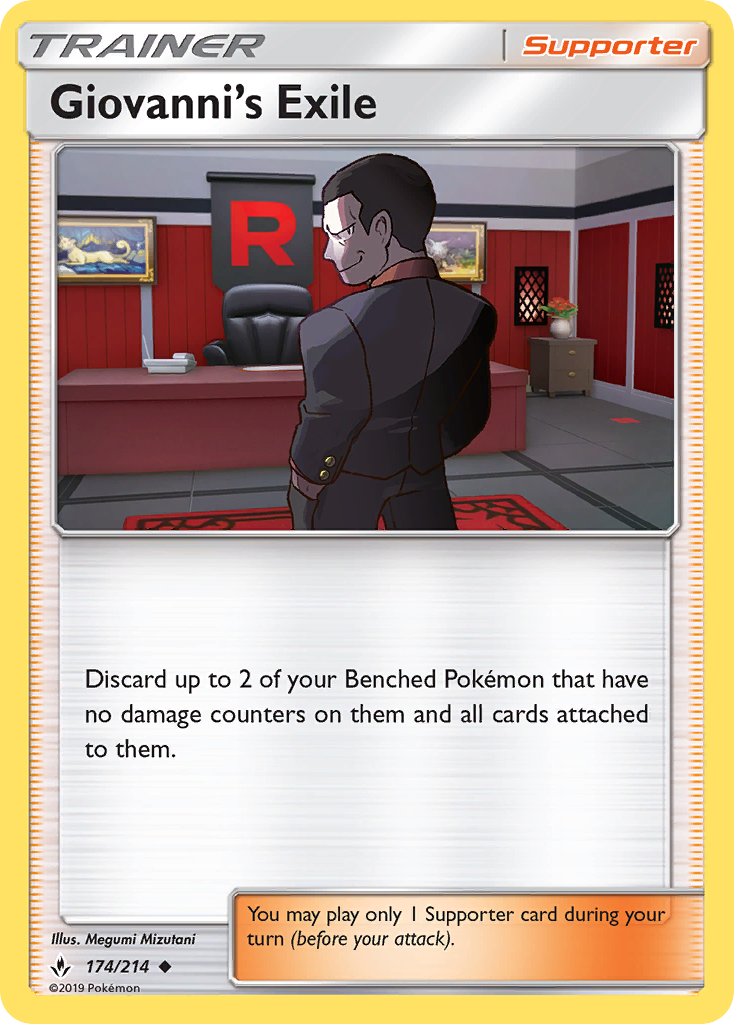 TRAINER
Supporter
Giovanni's Exile
R
Discard up to 2 of your Benched Pokémon that have
no damage counters on them and all cards attached
to them.
You may play only 1 Supporter card during your
turn (before your attack).
Illus. Megumi Mizutani
174/214
©2019 Pokémon